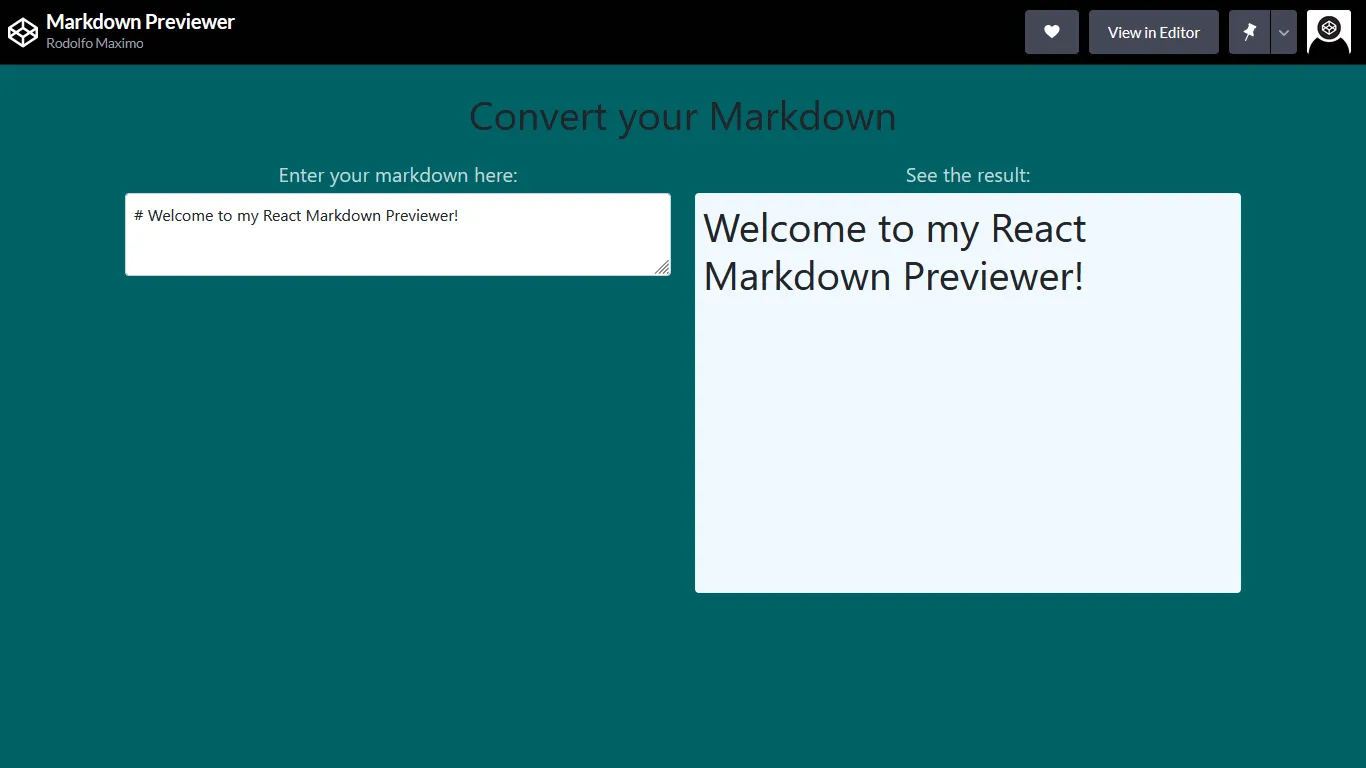 Markdown Previewer
Rodolfo Maximo
View in Editor
Convert your Markdown
Enter your markdown here:
# Welcome to my React Markdown Previewer!
See the result:
Welcome to my React
Markdown Previewer!